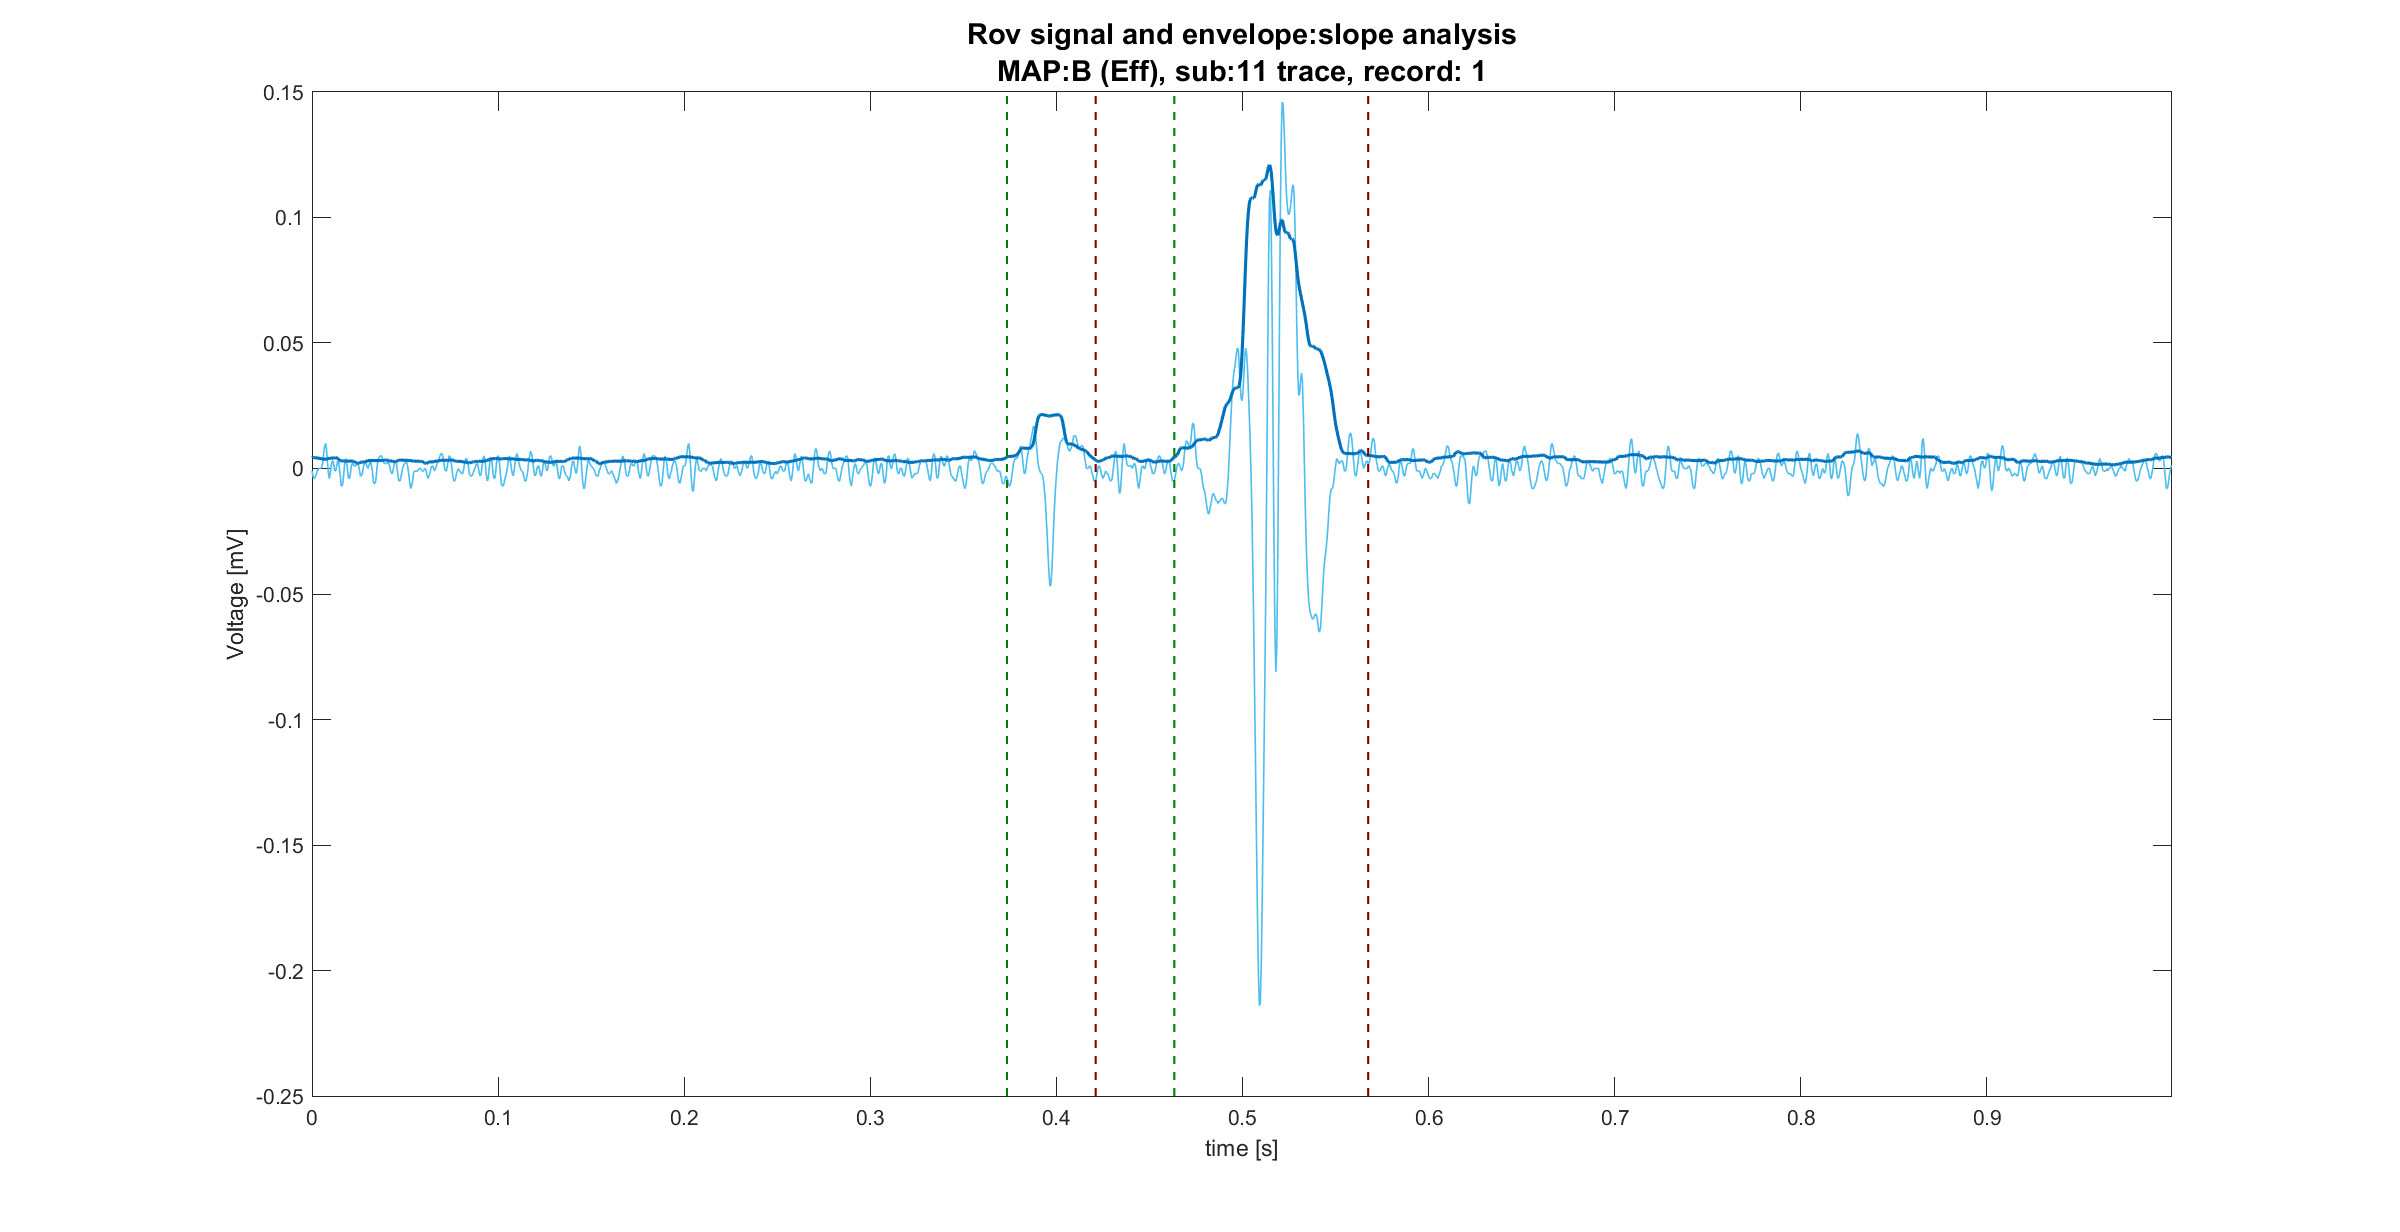 Rov signal and envelope:slope analysis
MAP:B (Eff), sub:11 trace, record: 1
0.15
0.1
0.05
0
-0.05
-0.1
-0.15
-0.2
-0.25
Voltage [mV]
0 0.1 0.2 0.3 0.4 0.5 0.6 0.7 0.8 0.9
time [s]